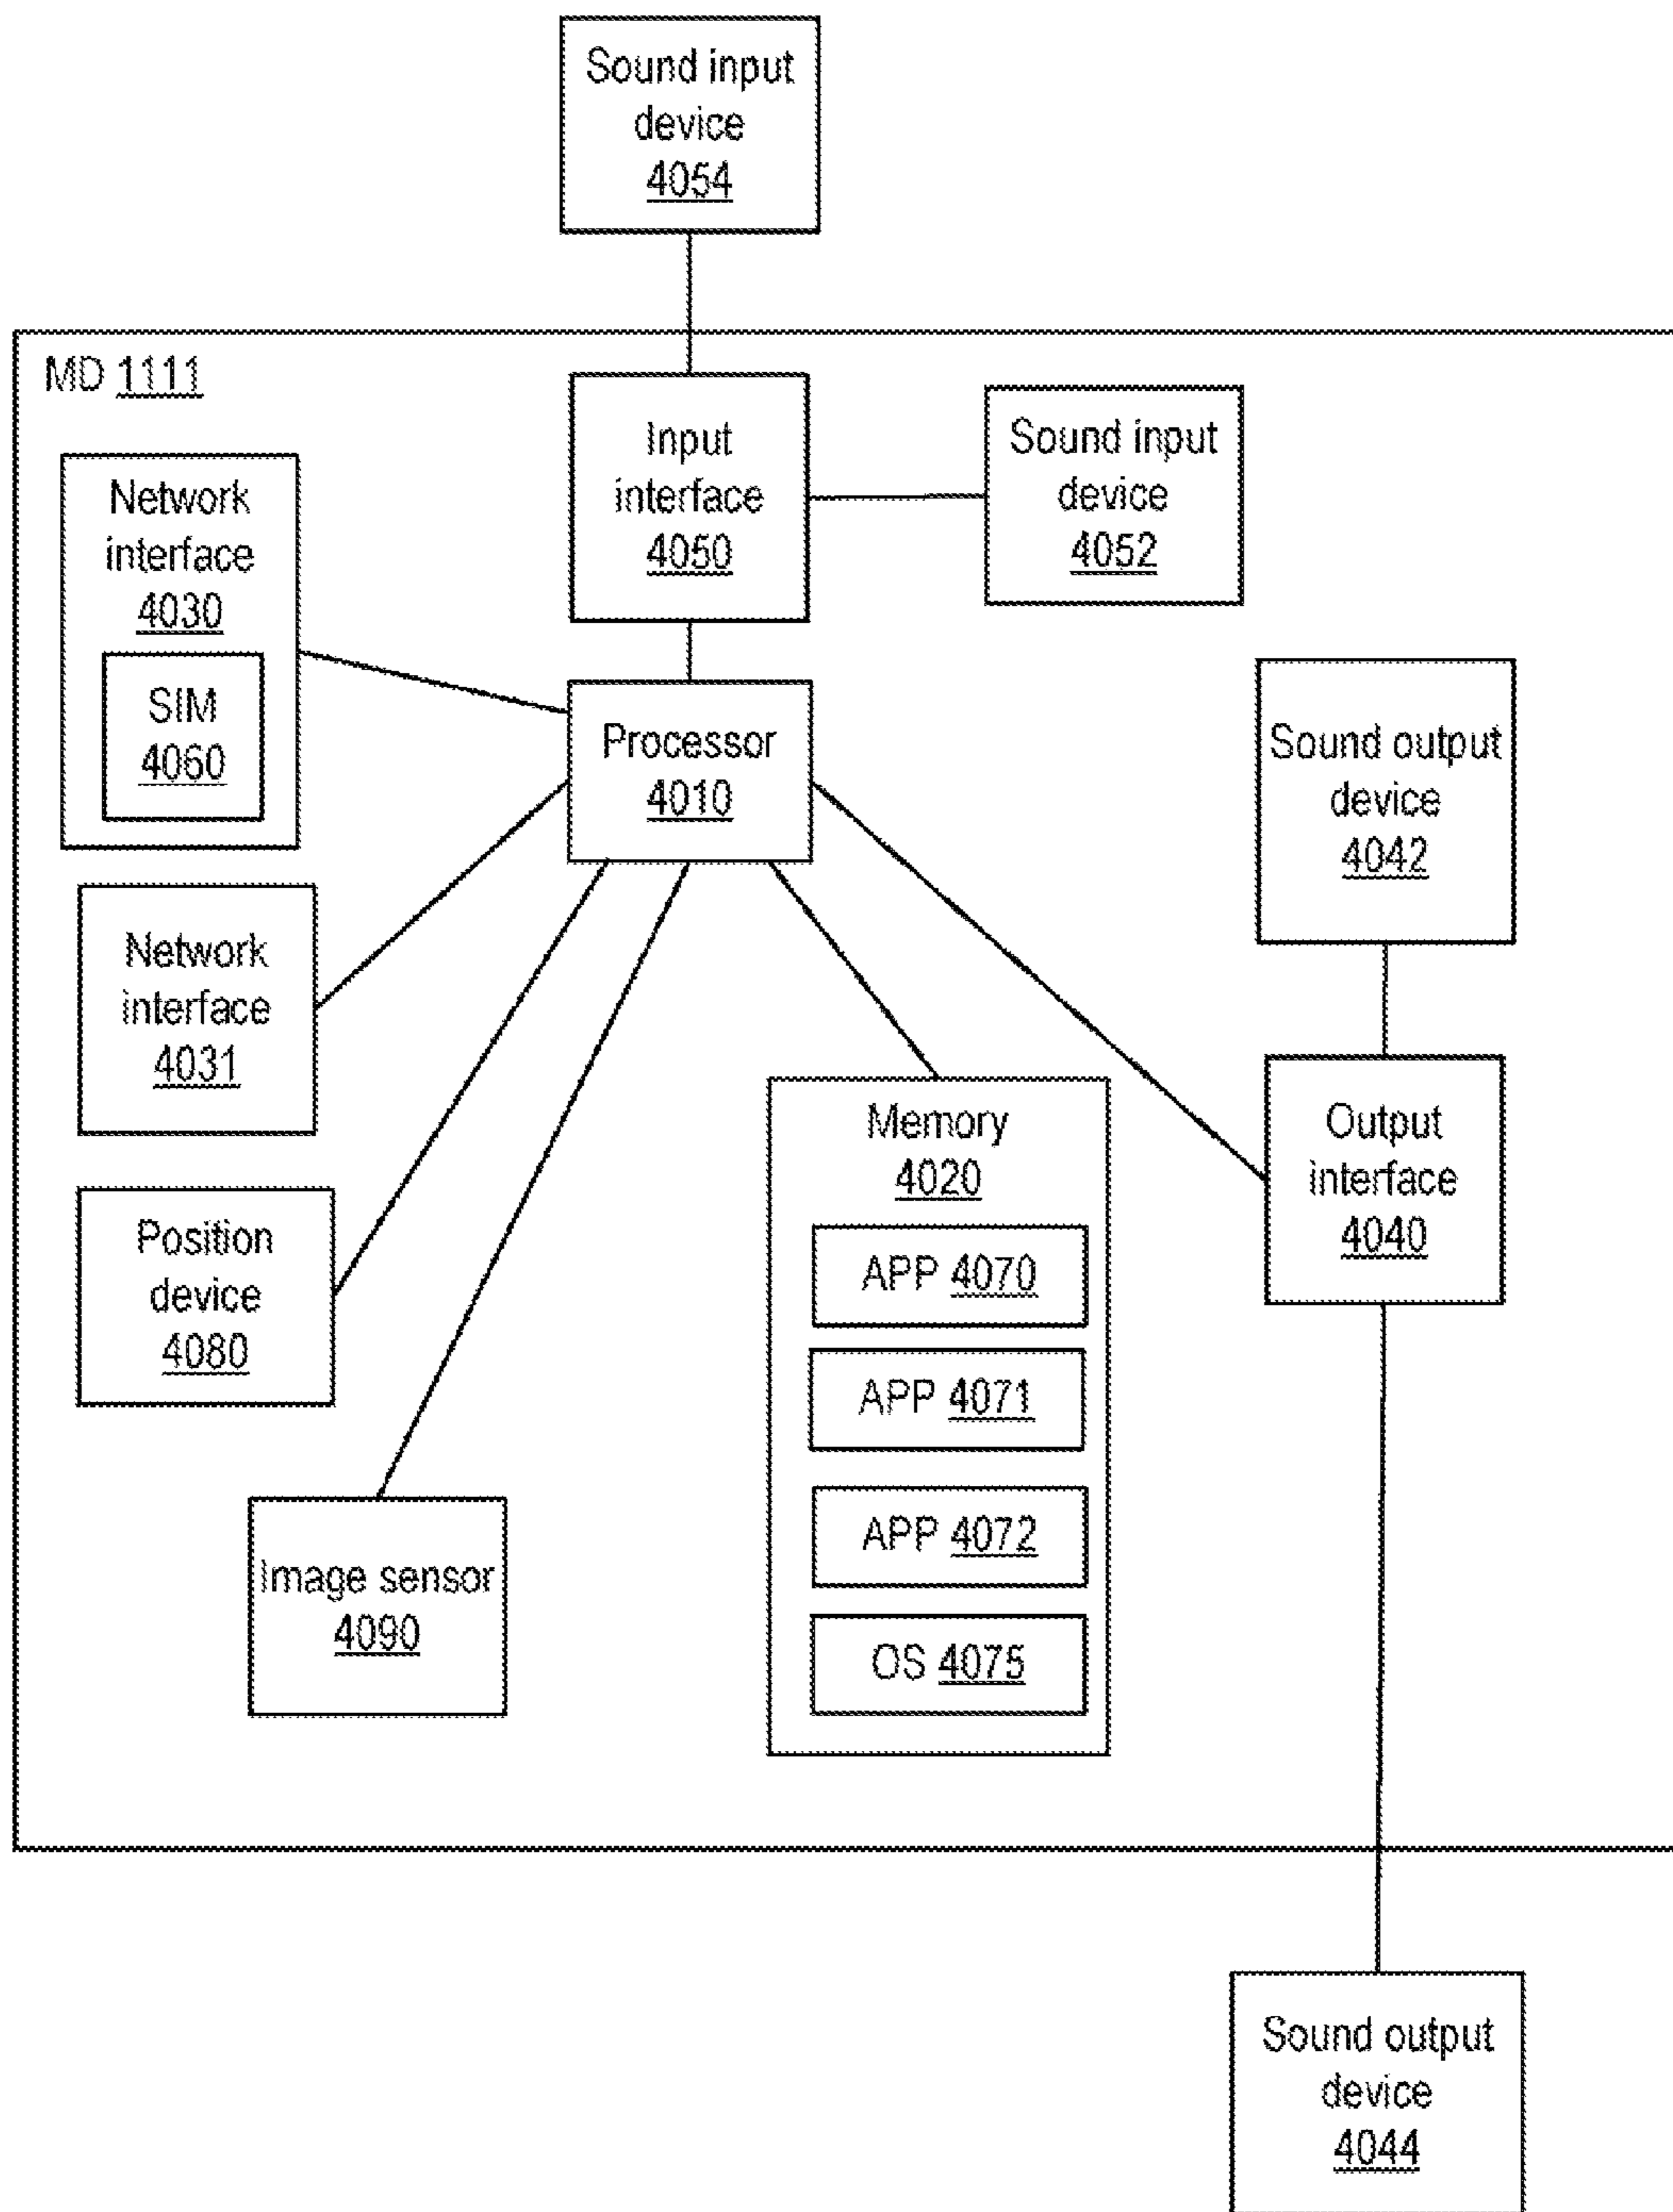 Sound input
device
4054
MD 1111
Input
interface
4050
Sound input
device
4052
Network
interface
4030
SIM
4060
Processor
4010
Sound output
device
4042
Network
interface
4031
Memory
4020
APP 4070
APP 4071
APP 4072
OS 4075
Output
interface
4040
Position
device
4080
Image sensor
4090
Sound output
device
4044